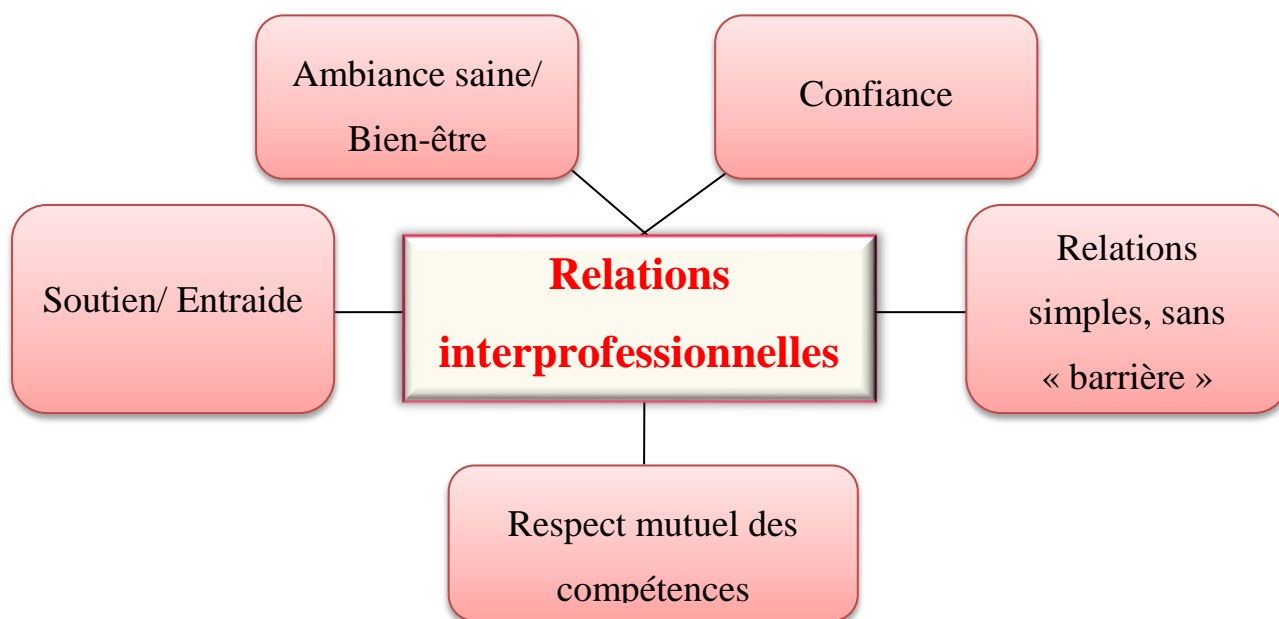 Ambiance saine/
Bien-être
Confiance
Soutien/ Entraide
Relations
interprofessionnelles
Relations
simples, sans
« barrière »
Respect mutuel des
compétences